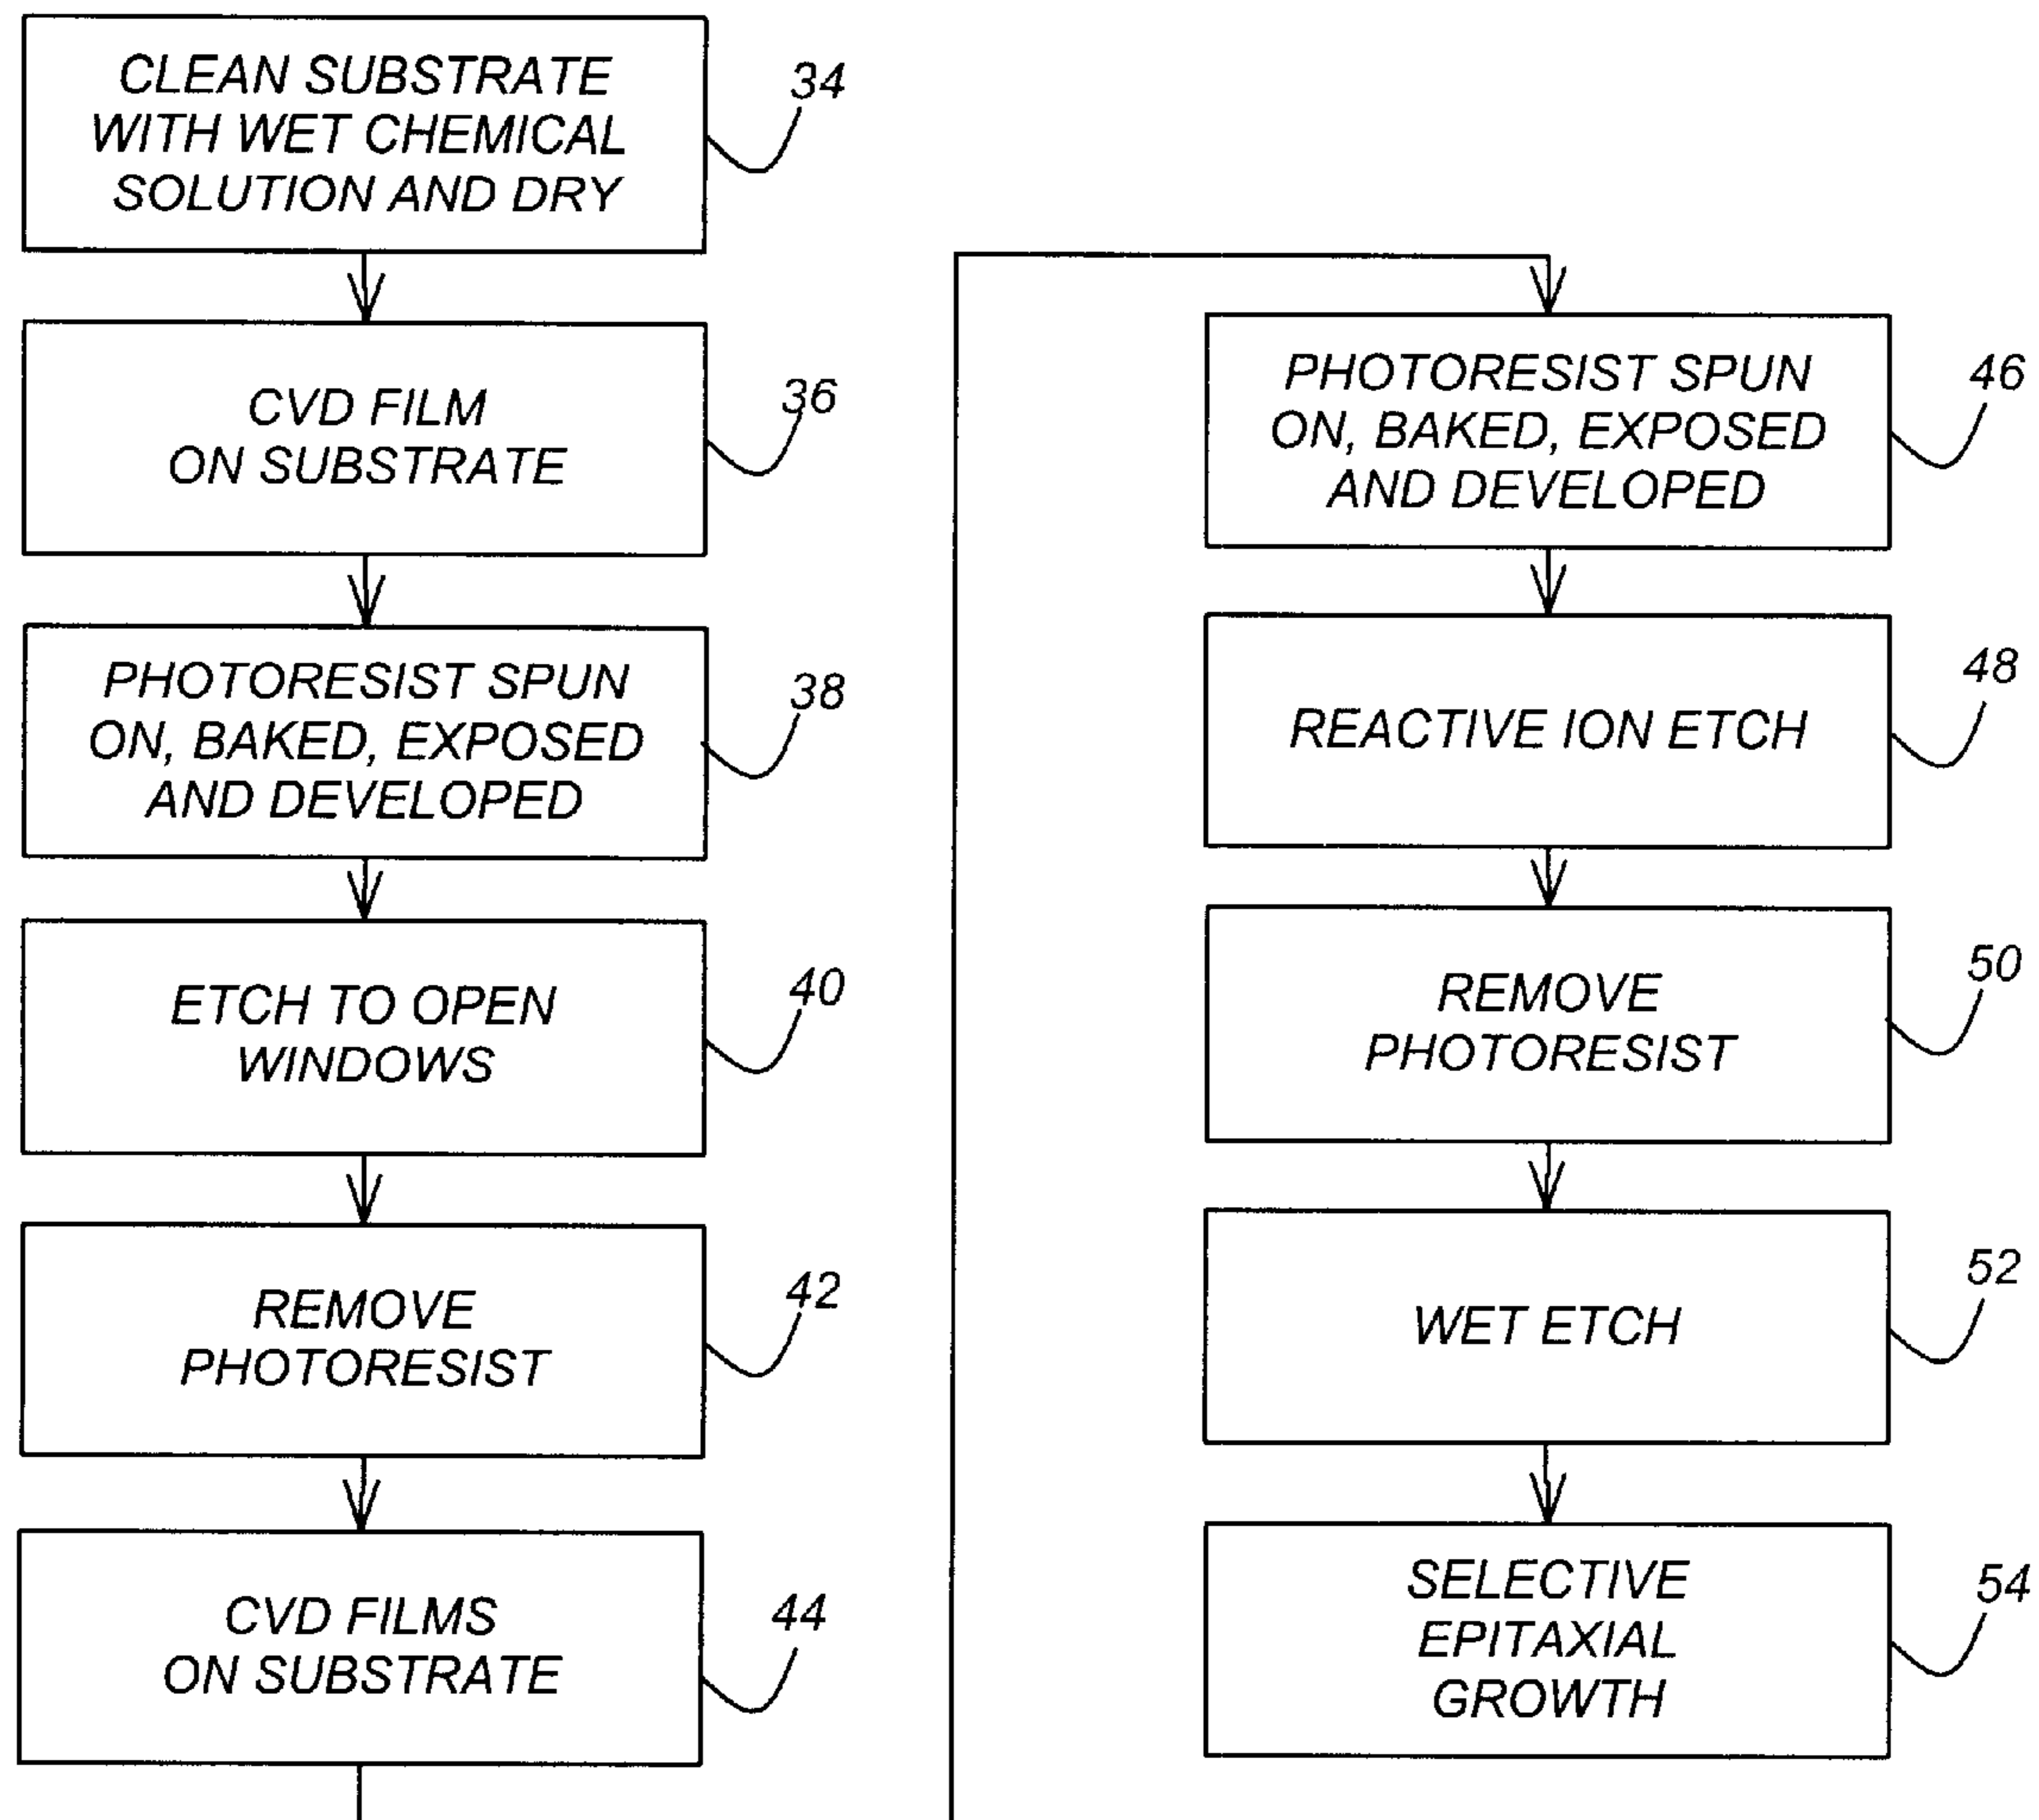 CLEAN SUBSTRATE
WITH WET CHEMICAL
SOLUTION AND DRY
34
CVD FILM
ON SUBSTRATE
36
PHOTORESIST SPUN
ON, BAKED, EXPOSED
AND DEVELOPED
38
ETCH TO OPEN
WINDOWS
40
REMOVE
PHOTORESIST
42
CVD FILMS
ON SUBSTRATE
44
PHOTORESIST SPUN
ON, BAKED, EXPOSED
AND DEVELOPED
46
REACTIVE ION ETCH
48
REMOVE
PHOTORESIST
50
WET ETCH
52
SELECTIVE
EPITAXIAL
GROWTH
54